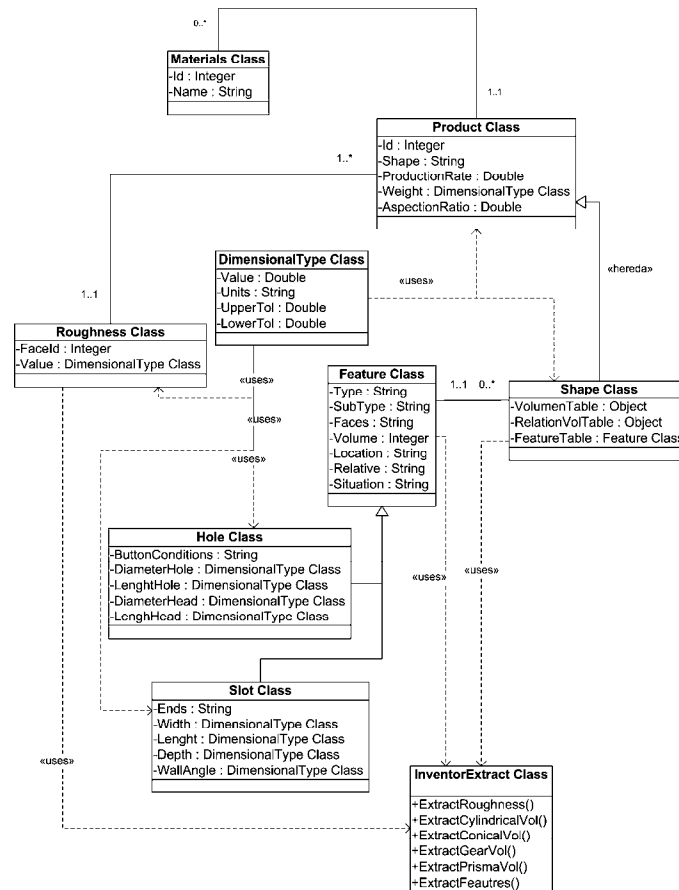 0..*
Materials Class
-Id : Integer
-Name : String
1..1
Product Class
-Id : Integer
-Shape : String
-ProductionRate : Double
-Weight : DimensionalType Class
-AspectionRatio : Double
1..*
DimensionalType Class
-Value : Double
-Units : String
-UpperTol : Double
-LowerTol : Double
«uses»
«hereda»
1..1
Roughness Class
-FaceId : Integer
-Value : DimensionalType Class
«uses»
Feature Class
-Type : String
-SubType : String
-Faces : String
-Volume : Integer
-Location : String
-Relative : String
-Situation : String
1..1
0..*
Shape Class
-VolumenTable : Object
-RelationVolTable : Object
-FeatureTable : Feature Class
«uses»
Hole Class
-ButtonConditions : String
-DiameterHole : DimensionalType Class
-LenghtHole : DimensionalType Class
-DiameterHead : DimensionalType Class
-LenghHead : DimensionalType Class
«uses»
«uses»
Slot Class
-Ends : String
-Width : DimensionalType Class
-Lenght : DimensionalType Class
-Depth : DimensionalType Class
-WallAngle : DimensionalType Class
«uses»
InventorExtract Class
+ExtractRoughness()
+ExtractCylindricalVol()
+ExtractConicalVol()
+ExtractGearVol()
+ExtractPrismaVol()
+ExtractFeautres()